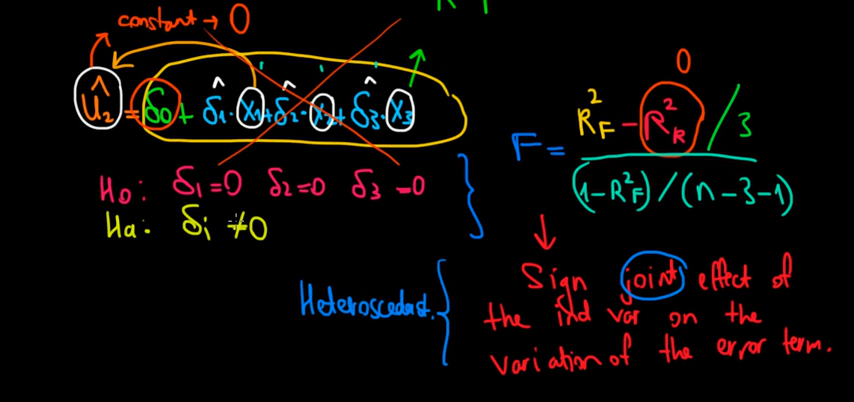 constant → 0
û₂ = δ₀ + δ̂₁·x₁ + δ̂₂·x₂ + δ̂₃·x₃
0
F = R²F − R²R / 3
(1−R²F) / (n−3−1)
Ho: δ₁=0 δ₂=0 δ₃=0
Ha: δi ≠0
Sign joint effect of
Heteroscedast.
the ind var on the
variation of the error term.